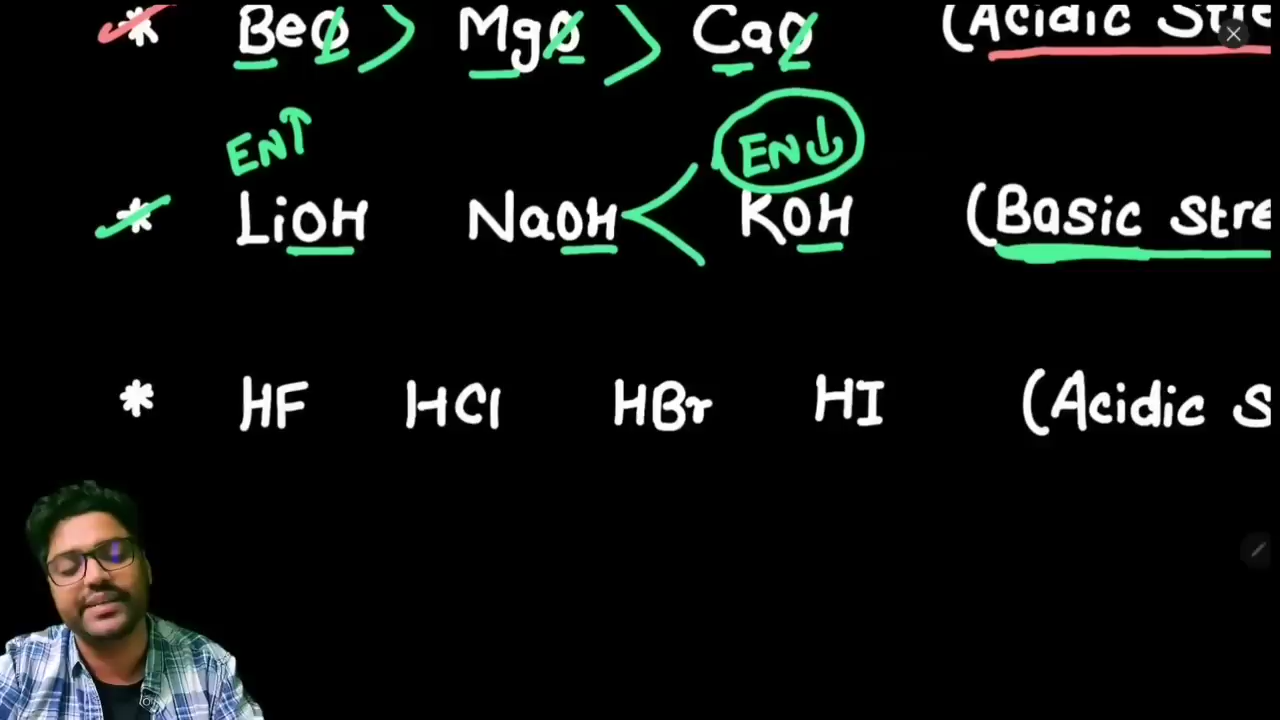 * BeO > MgO > CaO (Acidic Stre
EN↑ EN↓
* LiOH NaOH < KOH (Basic Stre
* HF HCl HBr HI (Acidic S